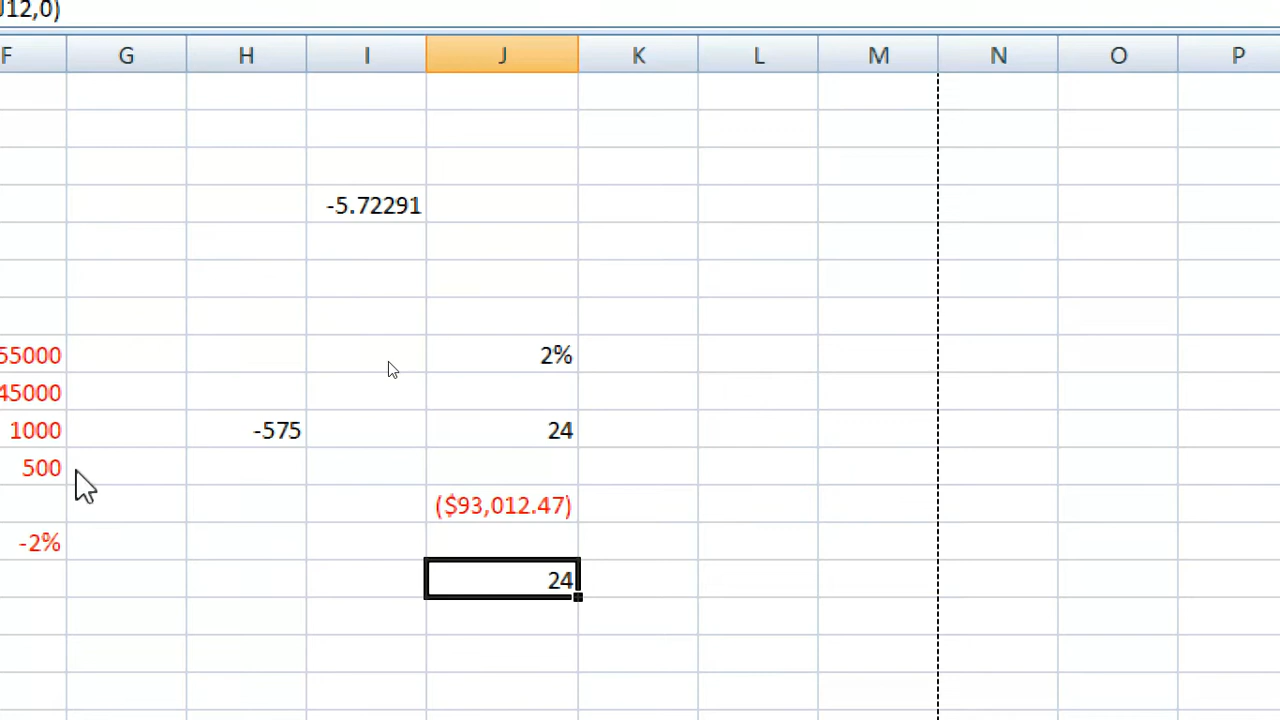 J12,0)
F G H I J K L M N O P
-5.72291
55000 2%
45000
1000 -575 24
500
($93,012.47)
-2%
24